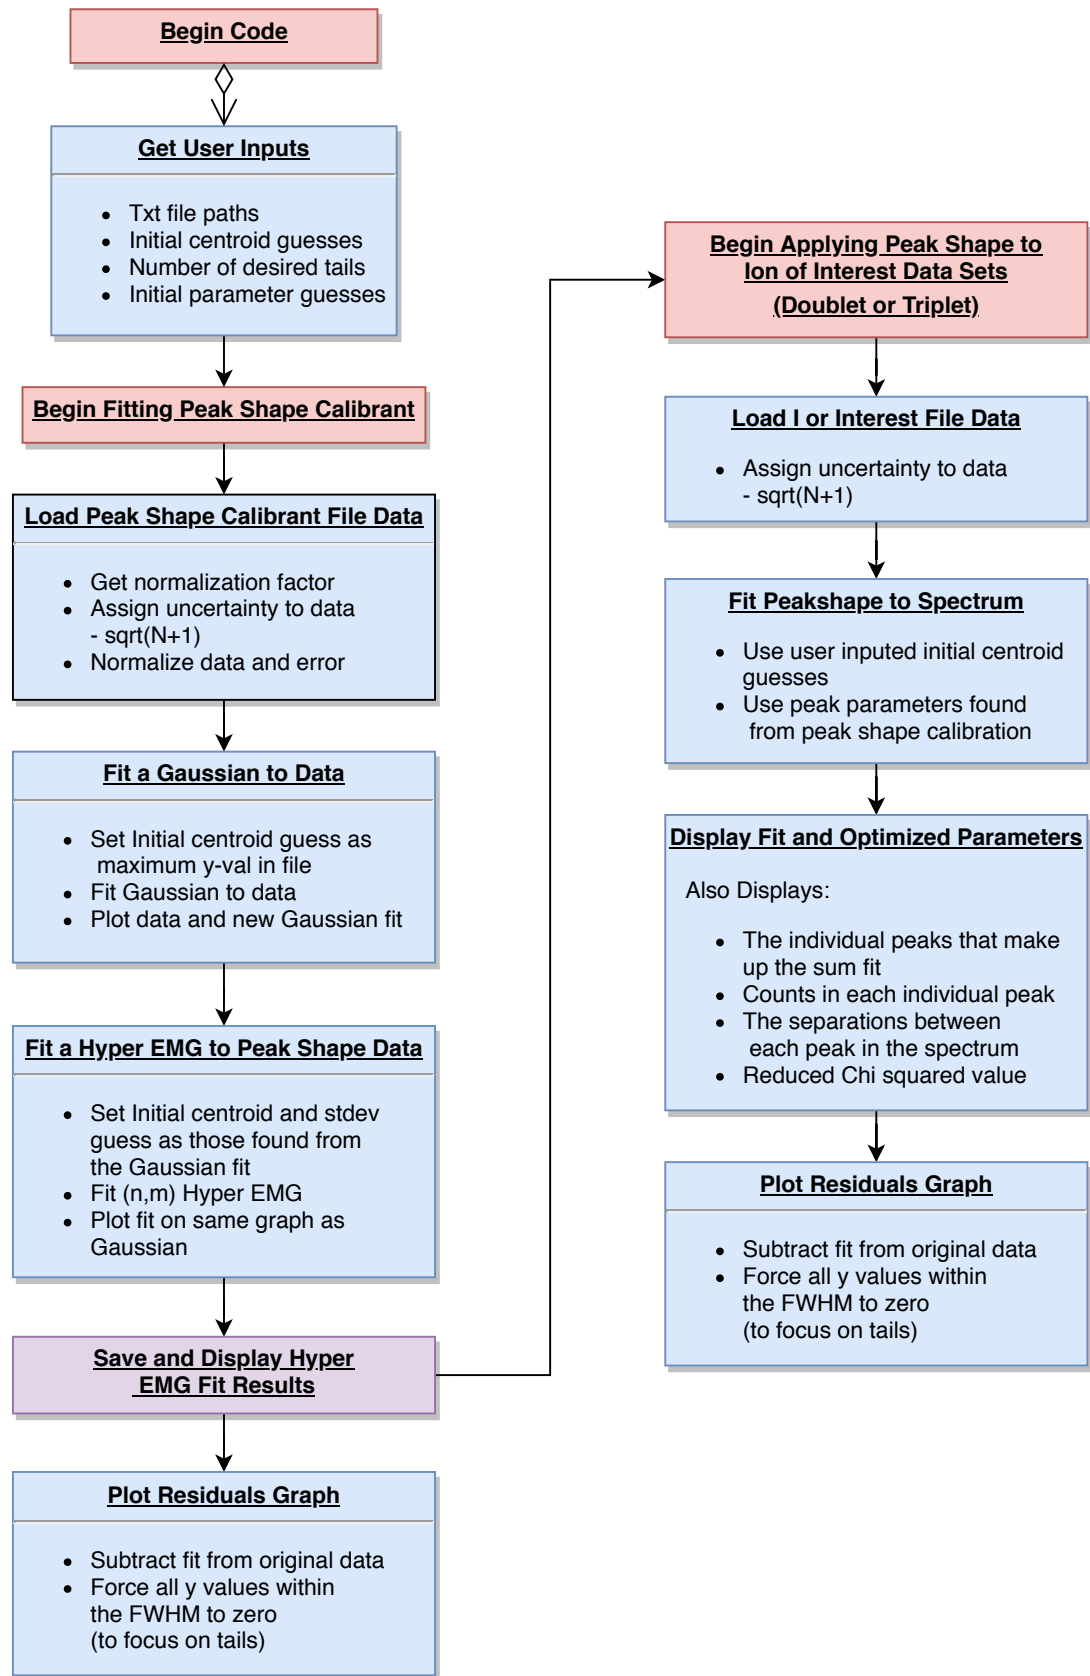 Begin Code
Get User Inputs
• Txt file paths
• Initial centroid guesses
• Number of desired tails
• Initial parameter guesses
Begin Fitting Peak Shape Calibrant
Load Peak Shape Calibrant File Data
• Get normalization factor
• Assign uncertainty to data
- sqrt(N+1)
• Normalize data and error
Fit a Gaussian to Data
• Set Initial centroid guess as
maximum y-val in file
• Fit Gaussian to data
• Plot data and new Gaussian fit
Fit a Hyper EMG to Peak Shape Data
• Set Initial centroid and stdev
guess as those found from
the Gaussian fit
• Fit (n,m) Hyper EMG
• Plot fit on same graph as
Gaussian
Save and Display Hyper
EMG Fit Results
Plot Residuals Graph
• Subtract fit from original data
• Force all y values within
the FWHM to zero
(to focus on tails)
Begin Applying Peak Shape to
Ion of Interest Data Sets
(Doublet or Triplet)
Load I or Interest File Data
• Assign uncertainty to data
- sqrt(N+1)
Fit Peakshape to Spectrum
• Use user inputed initial centroid
guesses
• Use peak parameters found
from peak shape calibration
Display Fit and Optimized Parameters
Also Displays:
• The individual peaks that make
up the sum fit
• Counts in each individual peak
• The separations between
each peak in the spectrum
• Reduced Chi squared value
Plot Residuals Graph
• Subtract fit from original data
• Force all y values within
the FWHM to zero
(to focus on tails)